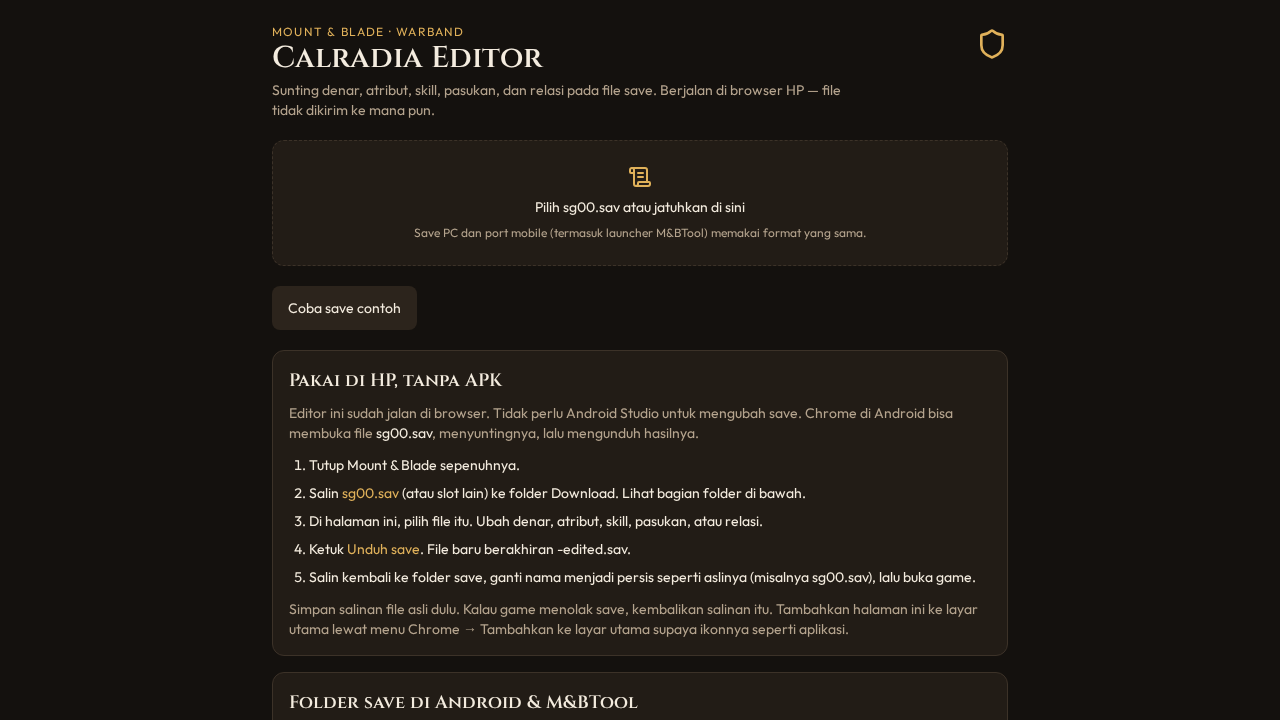 MOUNT & BLADE · WARBAND
Calradia Editor
Sunting denar, atribut, skill, pasukan, dan relasi pada file save. Berjalan di browser HP — file
tidak dikirim ke mana pun.
Pilih sg00.sav atau jatuhkan di sini
Save PC dan port mobile (termasuk launcher M&BTool) memakai format yang sama.
Coba save contoh
Pakai di HP, tanpa APK
Editor ini sudah jalan di browser. Tidak perlu Android Studio untuk mengubah save. Chrome di Android bisa
membuka file sg00.sav, menyuntingnya, lalu mengunduh hasilnya.
1. Tutup Mount & Blade sepenuhnya.
2. Salin sg00.sav (atau slot lain) ke folder Download. Lihat bagian folder di bawah.
3. Di halaman ini, pilih file itu. Ubah denar, atribut, skill, pasukan, atau relasi.
4. Ketuk Unduh save. File baru berakhiran -edited.sav.
5. Salin kembali ke folder save, ganti nama menjadi persis seperti aslinya (misalnya sg00.sav), lalu buka game.
Simpan salinan file asli dulu. Kalau game menolak save, kembalikan salinan itu. Tambahkan halaman ini ke layar
utama lewat menu Chrome → Tambahkan ke layar utama supaya ikonnya seperti aplikasi.
Folder save di Android & M&BTool